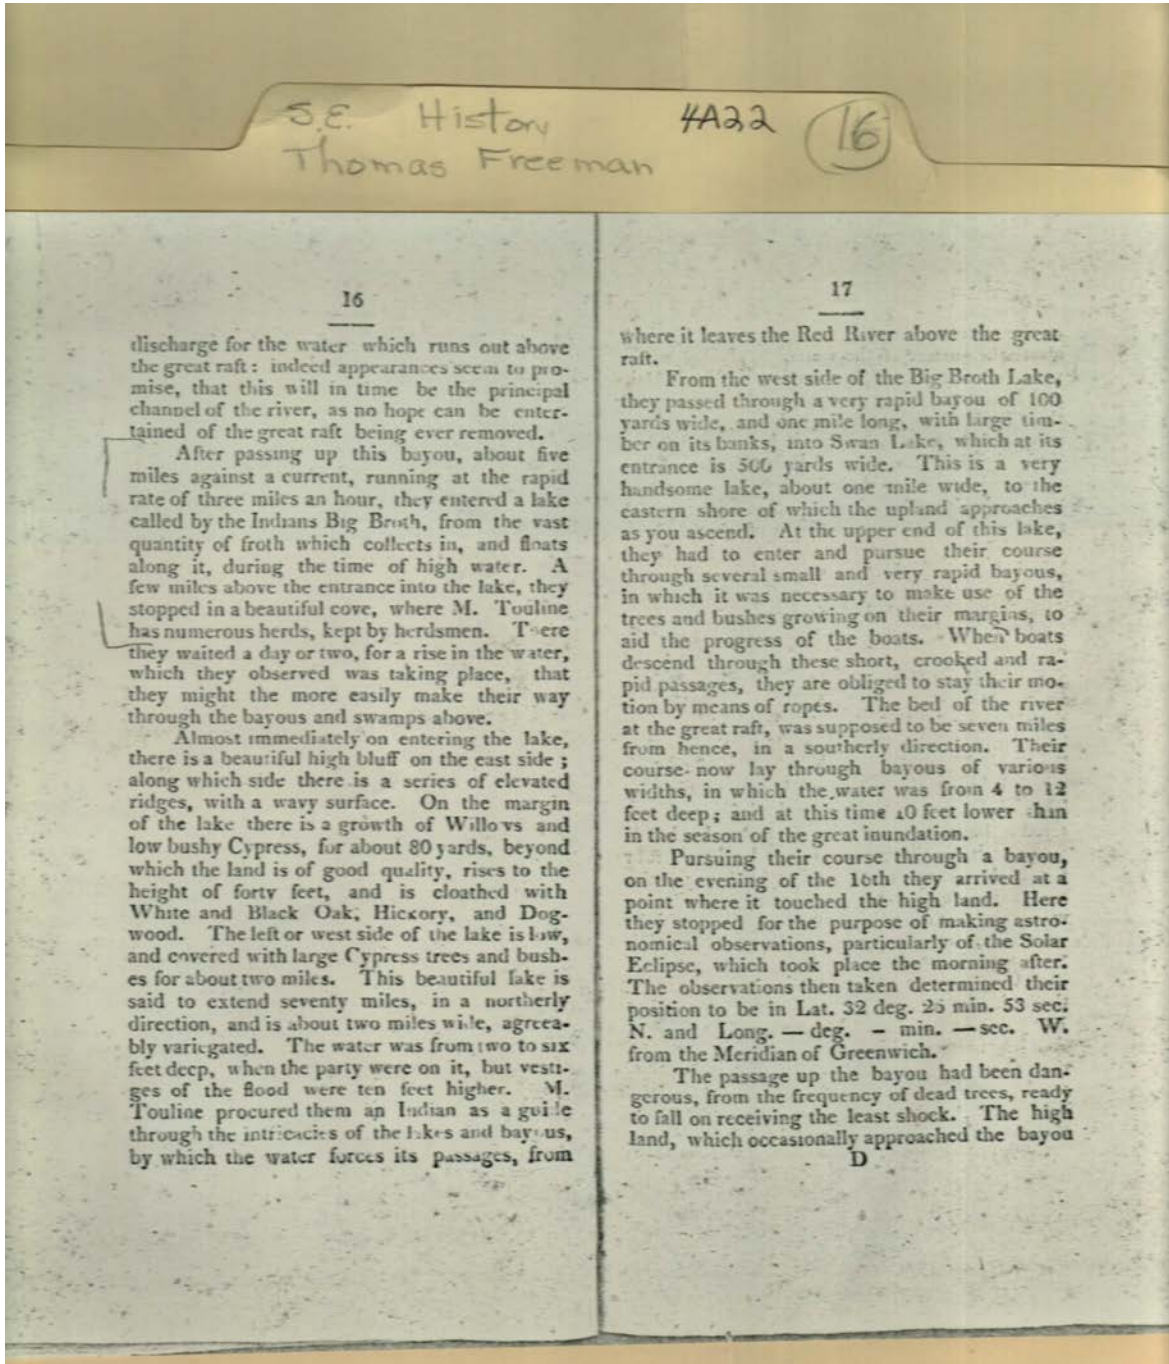 S.E. History 4A22 16
Thomas Freeman
16
discharge for the water which runs out above
the great raft: indeed appearances seem to pro-
mise, that this will in time be the principal
channel of the river, as no hope can be enter-
tained of the great raft being ever removed.
After passing up this bayou, about five
miles against a current, running at the rapid
rate of three miles an hour, they entered a lake
called by the Indians Big Broth, from the vast
quantity of froth which collects in, and floats
along it, during the time of high water. A
few miles above the entrance into the lake, they
stopped in a beautiful cove, where M. Touline
has numerous herds, kept by herdsmen. There
they waited a day or two, for a rise in the water,
which they observed was taking place, that
they might the more easily make their way
through the bayous and swamps above.
Almost immediately on entering the lake,
there is a beautiful high bluff on the east side;
along which side there is a series of elevated
ridges, with a wavy surface. On the margin
of the lake there is a growth of Willows and
low bushy Cypress, for about 80 yards, beyond
which the land is of good quality, rises to the
height of forty feet, and is cloathed with
White and Black Oak, Hickory, and Dog-
wood. The left or west side of the lake is low,
and covered with large Cypress trees and bush-
es for about two miles. This beautiful lake is
said to extend seventy miles, in a northerly
direction, and is about two miles wide, agreea-
bly variegated. The water was from two to six
feet deep, when the party were on it, but vesti-
ges of the flood were ten feet higher. M.
Touline procured them an Indian as a guide
through the intricacies of the lakes and bayous,
by which the water forces its passages, from
17
where it leaves the Red River above the great
raft.
From the west side of the Big Broth Lake,
they passed through a very rapid bayou of 100
yards wide, and one mile long, with large tim-
ber on its banks, into Swan Lake, which at its
entrance is 500 yards wide. This is a very
handsome lake, about one mile wide, to the
eastern shore of which the upland approaches
as you ascend. At the upper end of this lake,
they had to enter and pursue their course
through several small and very rapid bayous,
in which it was necessary to make use of the
trees and bushes growing on their margins, to
aid the progress of the boats. When boats
descend through these short, crooked and ra-
pid passages, they are obliged to stay their mo-
tion by means of ropes. The bed of the river
at the great raft, was supposed to be seven miles
from hence, in a southerly direction. Their
course now lay through bayous of various
widths, in which the water was from 4 to 12
feet deep; and at this time 10 feet lower than
in the season of the great inundation.
Pursuing their course through a bayou,
on the evening of the 16th they arrived at a
point where it touched the high land. Here
they stopped for the purpose of making astro-
nomical observations, particularly of the Solar
Eclipse, which took place the morning after.
The observations then taken determined their
position to be in Lat. 32 deg. 25 min. 53 sec.
N. and Long. — deg. – min. — sec. W.
from the Meridian of Greenwich.
The passage up the bayou had been dan-
gerous, from the frequency of dead trees, ready
to fall on receiving the least shock. The high
land, which occasionally approached the bayou
D